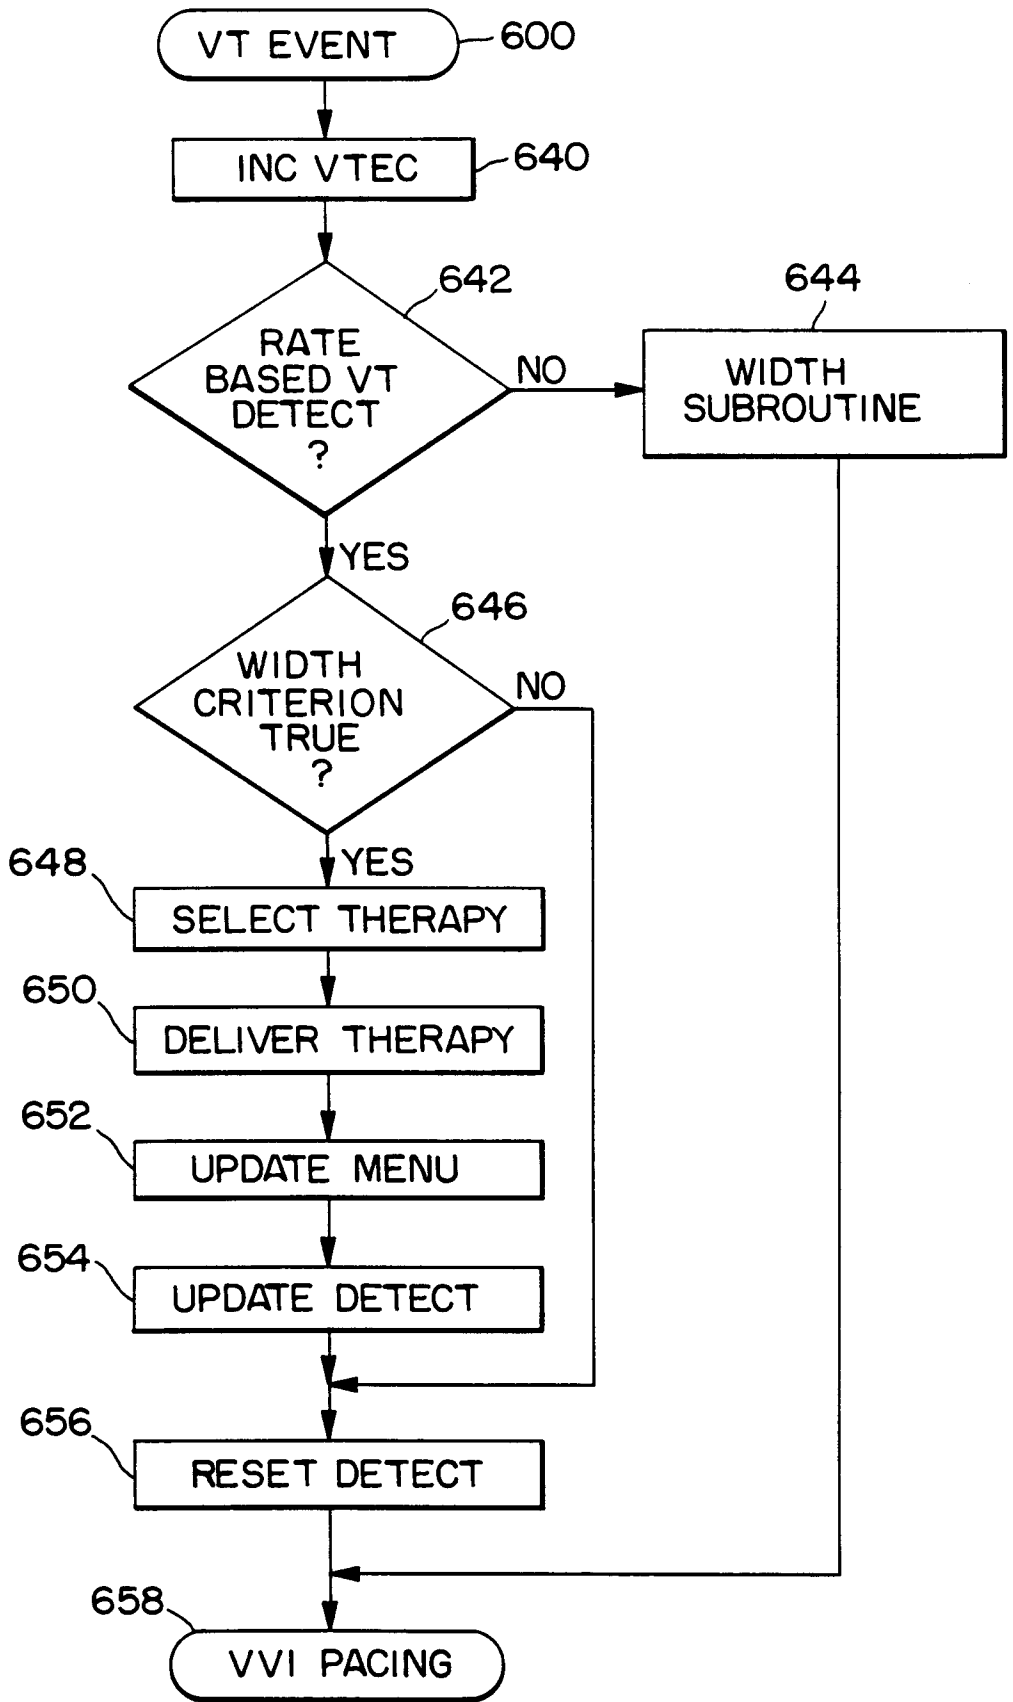 VT EVENT
600
INC VTEC
640
642
RATE
BASED VT
DETECT
?
NO
644
WIDTH
SUBROUTINE
YES
646
WIDTH
CRITERION
TRUE
?
NO
YES
648
SELECT THERAPY
650
DELIVER THERAPY
652
UPDATE MENU
654
UPDATE DETECT
656
RESET DETECT
658
VVI PACING